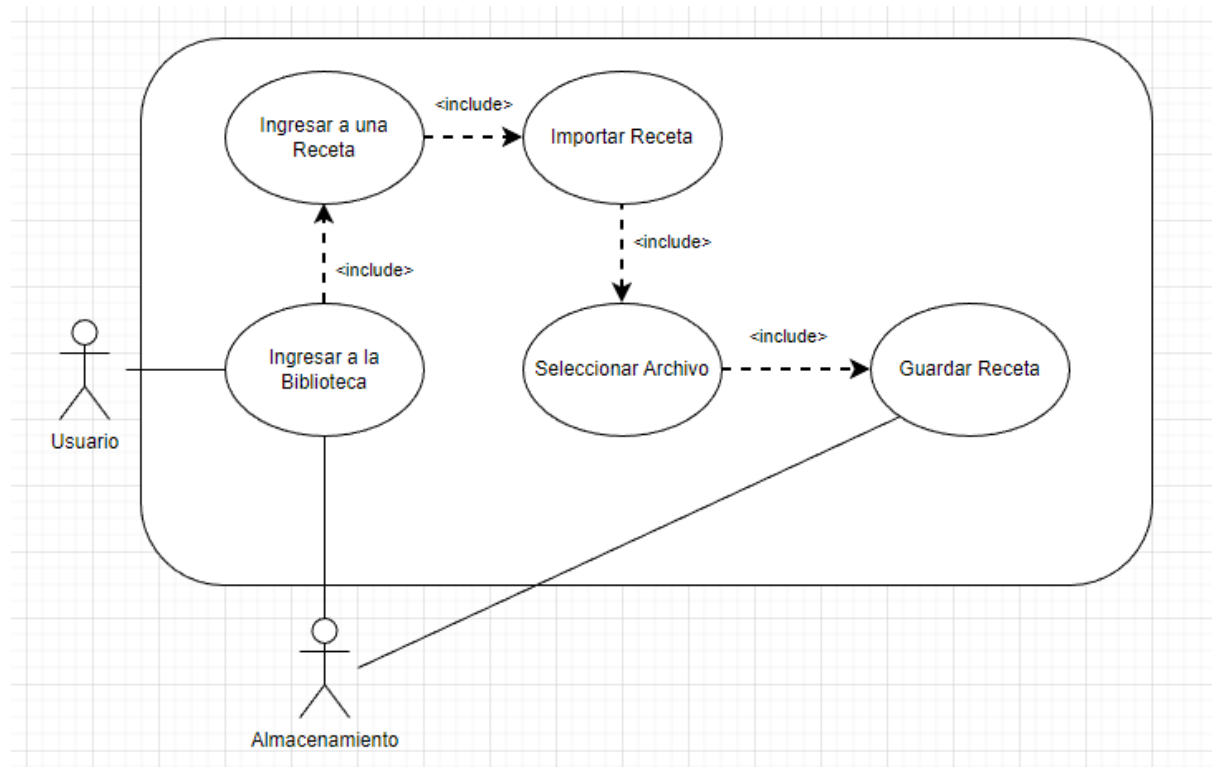 Ingresar a una
Receta
<include>
Importar Receta
<include>
<include>
Ingresar a la
Biblioteca
Seleccionar Archivo
<include>
Guardar Receta
Usuario
Almacenamiento